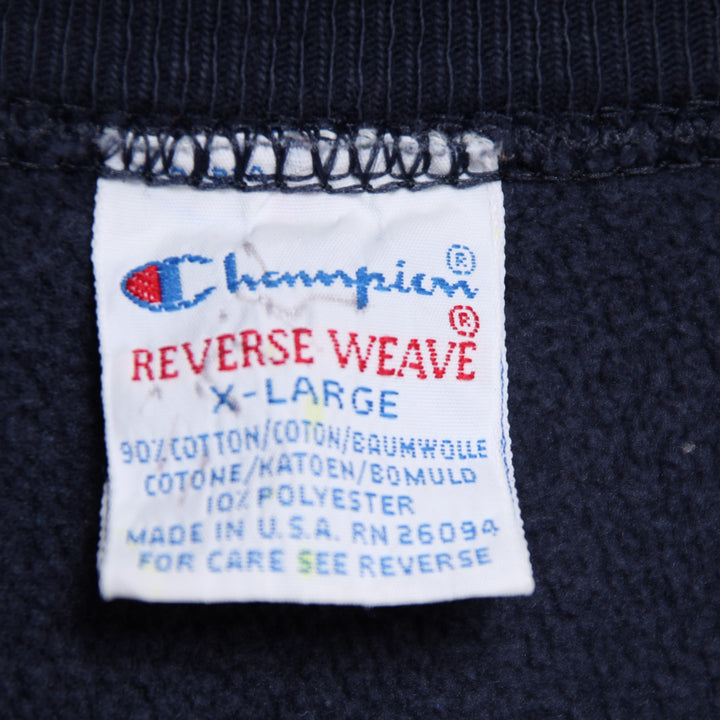 Champion®
REVERSE WEAVE®
X-LARGE
90% COTTON/COTON/BAUMWOLLE
COTONE/KATOEN/BOMULD
10% POLYESTER
MADE IN U.S.A. RN 26094
FOR CARE SEE REVERSE